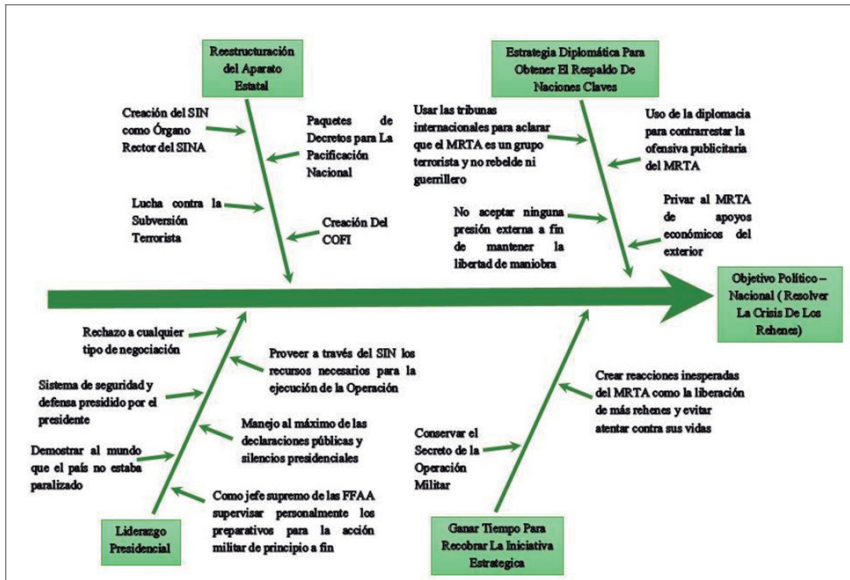 Reestructuración
del Aparato
Estatal
Estrategia Diplomática Para
Obtener El Respaldo De
Naciones Claves
Creación del SIN
como Órgano
Rector del SINA
Paquetes de
Decretos para La
Pacificación
Nacional
Lucha contra la
Subversión
Terrorista
Creación Del
COFI
Usar las tribunas
internacionales para aclarar
que el MRTA es un grupo
terrorista y no rebelde ni
guerrillero
Uso de la diplomacia
para contrarrestar la
ofensiva publicitaria
del MRTA
No aceptar ninguna
presión externa a fin
de mantener la
libertad de maniobra
Privar al MRTA
de apoyos
económicos del
exterior
Objetivo Político –
Nacional ( Resolver
La Crisis De Los
Rehenes)
Rechazo a cualquier
tipo de negociación
Proveer a través del SIN los
recursos necesarios para la
ejecución de la Operación
Sistema de seguridad y
defensa presidido por el
presidente
Manejo al máximo de las
declaraciones públicas y
silencios presidenciales
Demostrar al mundo
que el país no estaba
paralizado
Como jefe supremo de las FFAA
supervisar personalmente los
preparativos para la acción
militar de principio a fin
Liderazgo
Presidencial
Crear reacciones inesperadas
del MRTA como la liberación
de más rehenes y evitar
atentar contra sus vidas
Conservar el
Secreto de la
Operación
Militar
Ganar Tiempo Para
Recobrar La Iniciativa
Estrategica